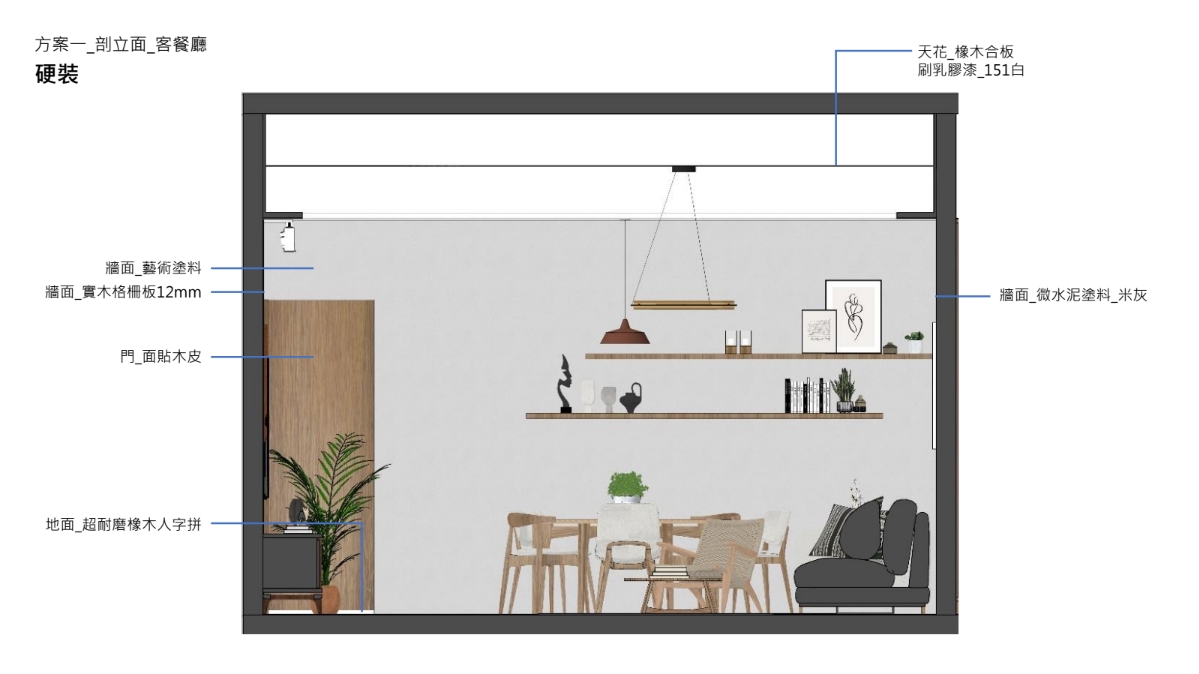 方案一_剖立面_客餐廳
硬裝
天花_橡木合板
刷乳膠漆_151白
牆面_藝術塗料
牆面_實木格柵板12mm
牆面_微水泥塗料_米灰
門_面貼木皮
地面_超耐磨橡木人字拼